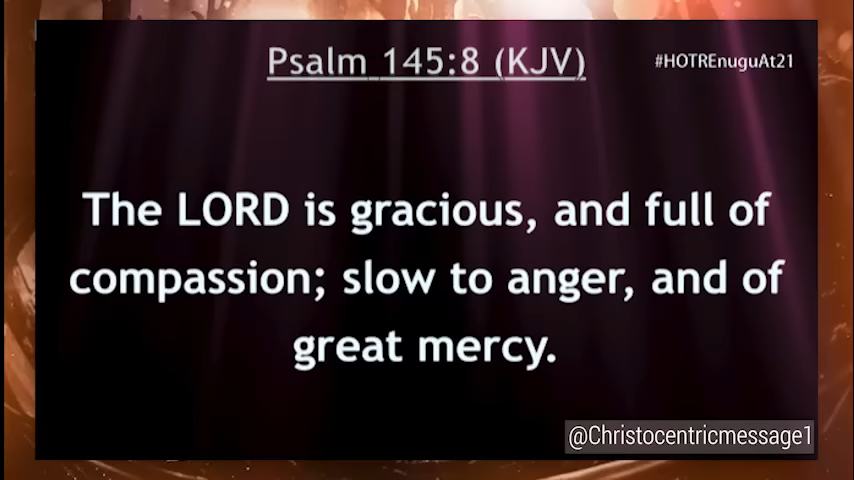 Psalm 145:8 (KJV)
#HOTREnuguAt21
The LORD is gracious, and full of
compassion; slow to anger, and of
great mercy.
@Christocentricmessage1